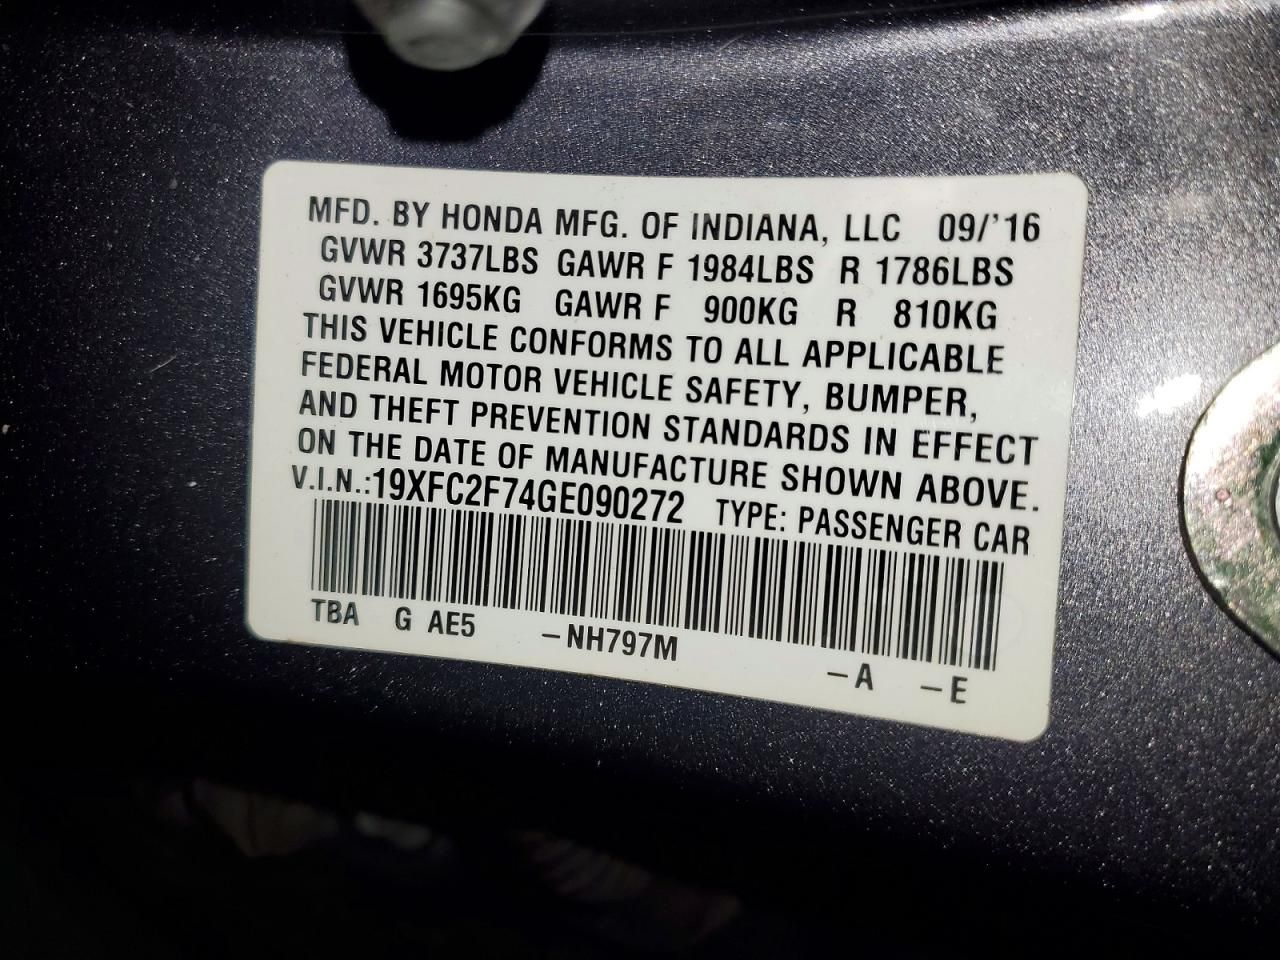 MFD. BY HONDA MFG. OF INDIANA, LLC 09/'16
GVWR 3737LBS GAWR F 1984LBS R 1786LBS
GVWR 1695KG GAWR F 900KG R 810KG
THIS VEHICLE CONFORMS TO ALL APPLICABLE
FEDERAL MOTOR VEHICLE SAFETY, BUMPER,
AND THEFT PREVENTION STANDARDS IN EFFECT
ON THE DATE OF MANUFACTURE SHOWN ABOVE.
V.I.N.:19XFC2F74GE090272 TYPE: PASSENGER CAR
TBA G AE5 –NH797M –A –E